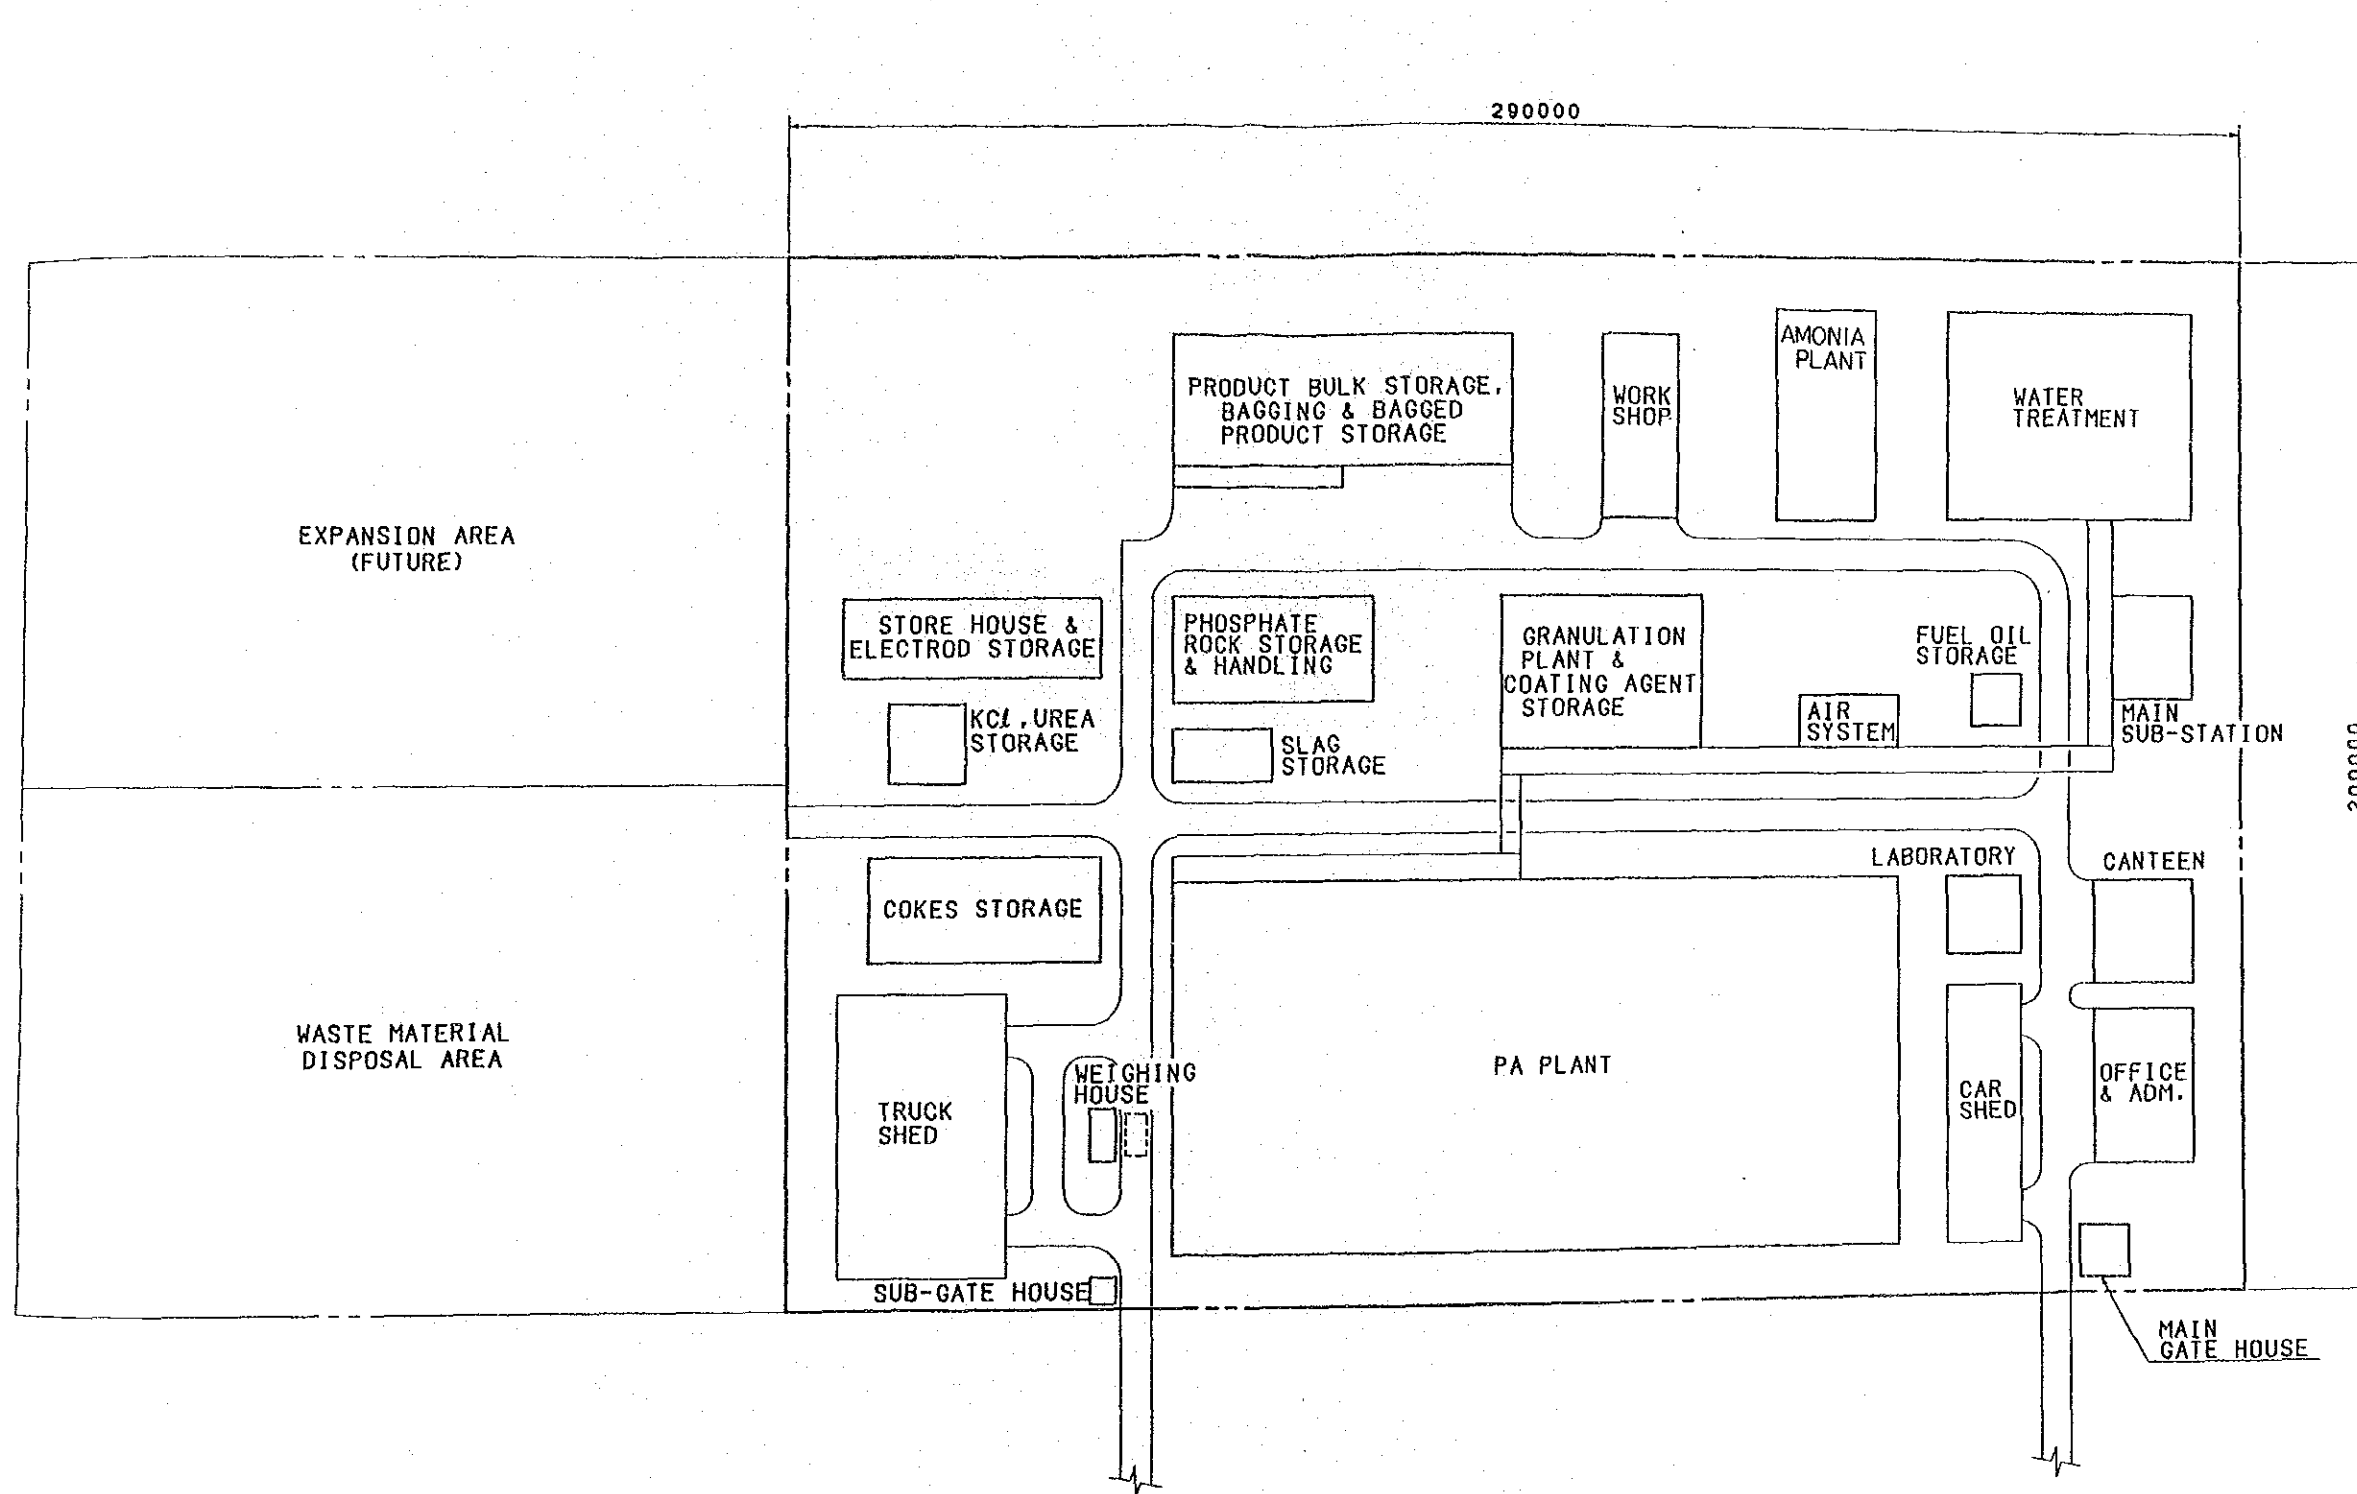 290000
AMONIA
PLANT
PRODUCT BULK STORAGE,
BAGGING & BAGGED
PRODUCT STORAGE
WORK
SHOP
WATER
TREATMENT
EXPANSION AREA
(FUTURE)
STORE HOUSE &
ELECTROD STORAGE
PHOSPHATE
ROCK STORAGE
& HANDLING
GRANULATION
PLANT &
COATING AGENT
STORAGE
FUEL OIL
STORAGE
KCℓ, UREA
STORAGE
SLAG
STORAGE
AIR
SYSTEM
MAIN
SUB-STATION
LABORATORY
CANTEEN
COKES STORAGE
WASTE MATERIAL
DISPOSAL AREA
WEIGHING
HOUSE
PA PLANT
TRUCK
SHED
CAR
SHED
OFFICE
& ADM.
SUB-GATE HOUSE
MAIN
GATE HOUSE